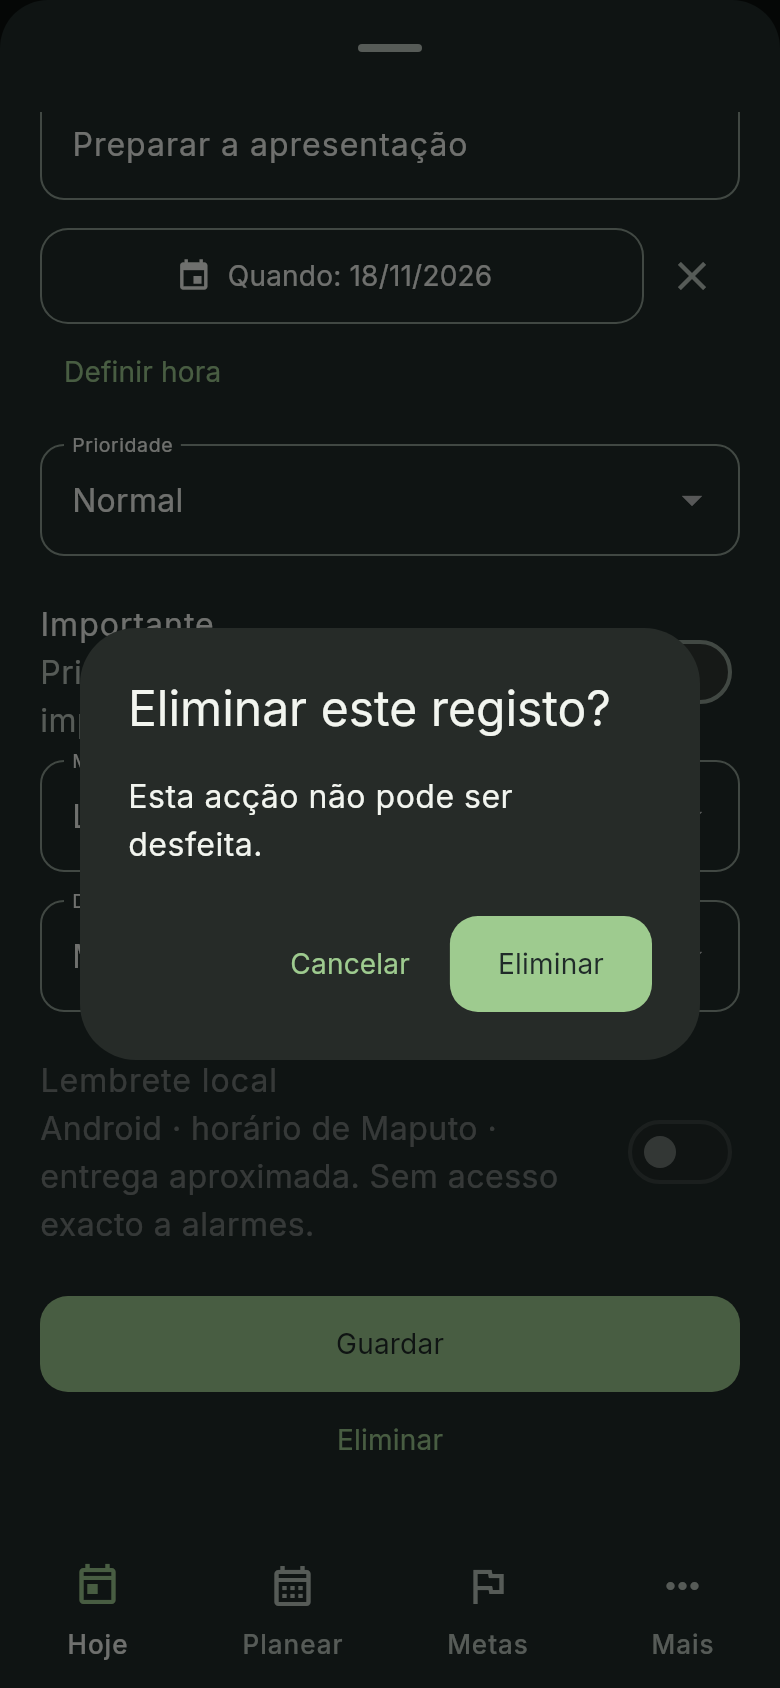 Preparar a apresentação
Quando: 18/11/2026
Definir hora
Prioridade
Normal
Importante
Eliminar este registo?
Esta acção não pode ser
desfeita.
Cancelar
Eliminar
Lembrete local
Android · horário de Maputo ·
entrega aproximada. Sem acesso
exacto a alarmes.
Guardar
Eliminar
Hoje
Planear
Metas
Mais